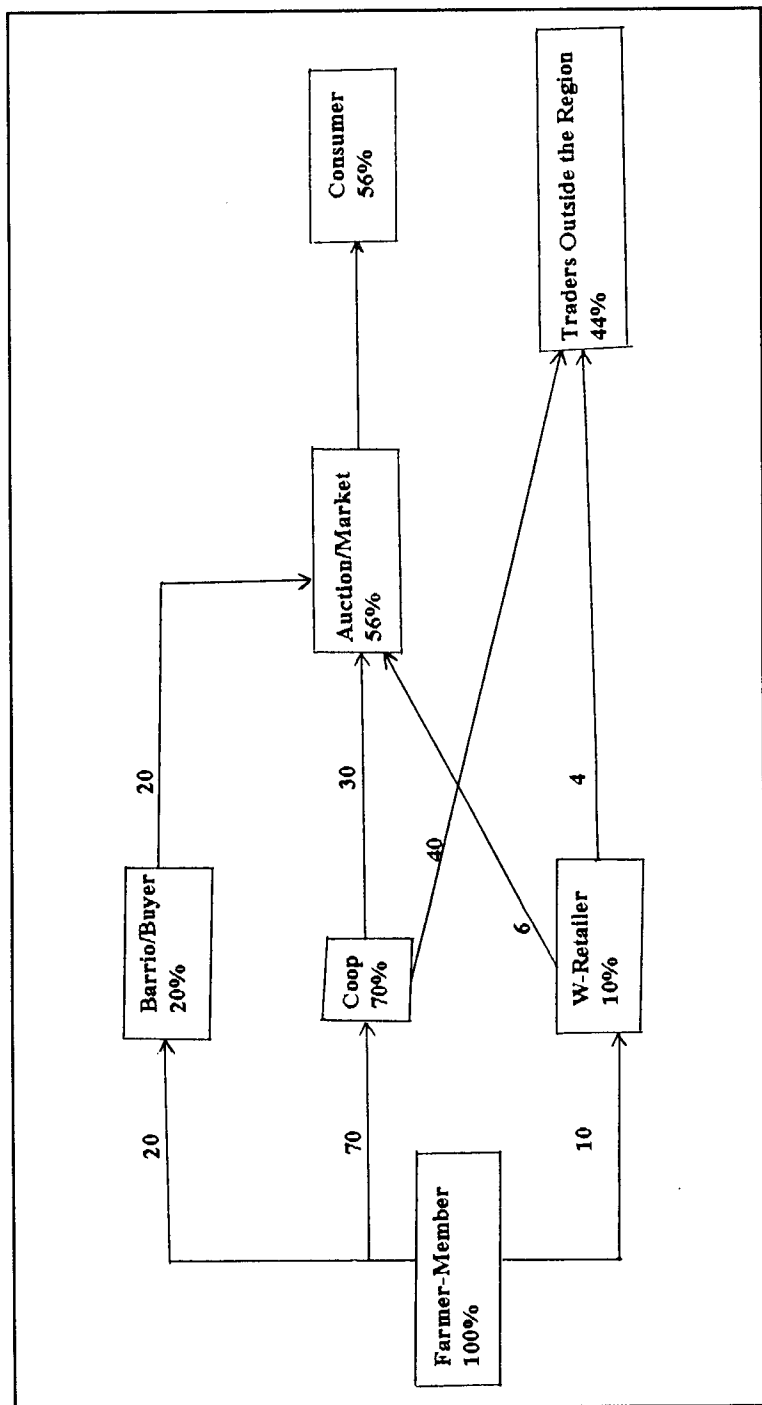 Farmer-Member
100%
20
70
10
Barrio/Buyer
20%
Coop
70%
W-Retailer
10%
20
30
40
6
4
Auction/Market
56%
Consumer
56%
Traders Outside the Region
44%